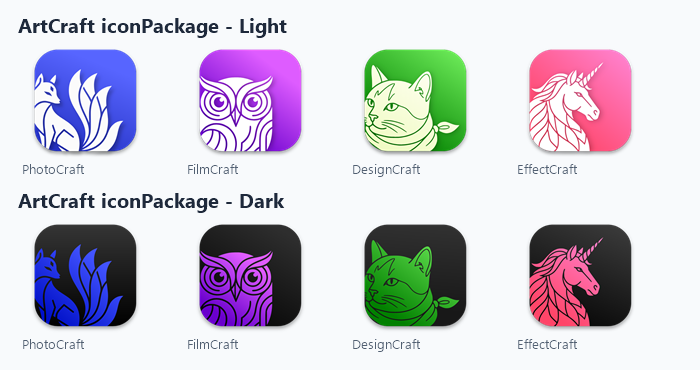 ArtCraft iconPackage - Light
PhotoCraft FilmCraft DesignCraft EffectCraft
ArtCraft iconPackage - Dark
PhotoCraft FilmCraft DesignCraft EffectCraft